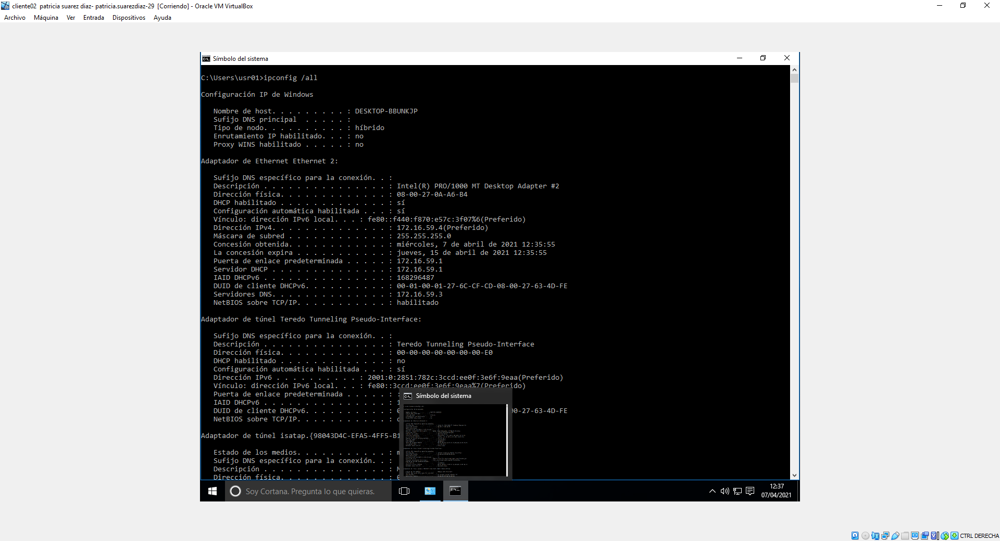 cliente02 patricia suarez diaz- patricia.suarezdiaz-29 [Corriendo] - Oracle VM VirtualBox
Archivo Máquina Ver Entrada Dispositivos Ayuda
Símbolo del sistema
C:\Users\usr01>ipconfig /all
Configuración IP de Windows
Nombre de host. . . . . . . . . : DESKTOP-BBUNKJP
Sufijo DNS principal . . . . . :
Tipo de nodo. . . . . . . . . . : híbrido
Enrutamiento IP habilitado. . . : no
Proxy WINS habilitado . . . . . : no
Adaptador de Ethernet Ethernet 2:
Sufijo DNS específico para la conexión. . :
Descripción . . . . . . . . . . . . . . . : Intel(R) PRO/1000 MT Desktop Adapter #2
Dirección física. . . . . . . . . . . . . : 08-00-27-0A-A6-B4
DHCP habilitado . . . . . . . . . . . . . : sí
Configuración automática habilitada . . . : sí
Vínculo: dirección IPv6 local. . . : fe80::f440:f870:e57c:3f07%6(Preferido)
Dirección IPv4. . . . . . . . . . . . . . : 172.16.59.4(Preferido)
Máscara de subred . . . . . . . . . . . . : 255.255.255.0
Concesión obtenida. . . . . . . . . . . . : miércoles, 7 de abril de 2021 12:35:55
La concesión expira . . . . . . . . . . . : jueves, 15 de abril de 2021 12:35:55
Puerta de enlace predeterminada . . . . . : 172.16.59.1
Servidor DHCP . . . . . . . . . . . . . . : 172.16.59.1
IAID DHCPv6 . . . . . . . . . . . . . . . : 168296487
DUID de cliente DHCPv6. . . . . . . . . . : 00-01-00-01-27-6C-CF-CD-08-00-27-63-4D-FE
Servidores DNS. . . . . . . . . . . . . . : 172.16.59.3
NetBIOS sobre TCP/IP. . . . . . . . . . . : habilitado
Adaptador de túnel Teredo Tunneling Pseudo-Interface:
Sufijo DNS específico para la conexión. . :
Descripción . . . . . . . . . . . . . . . : Teredo Tunneling Pseudo-Interface
Dirección física. . . . . . . . . . . . . : 00-00-00-00-00-00-00-E0
DHCP habilitado . . . . . . . . . . . . . : no
Configuración automática habilitada . . . : sí
Dirección IPv6 . . . . . . . . . . : 2001:0:2851:782c:3ccd:ee0f:3e6f:9eaa(Preferido)
Vínculo: dirección IPv6 local. . . : fe80::3ccd:ee0f:3e6f:9eaa%7(Preferido)
Puerta de enlace predeterminada . . . . . :
IAID DHCPv6 . . . . . . . . . . . . . . . : 1
DUID de cliente DHCPv6. . . . . . . . . . : 0 00-27-63-4D-FE
NetBIOS sobre TCP/IP. . . . . . . . . . . :
Adaptador de túnel isatap.{98043D4C-EFA5-4FF5-B1
Estado de los medios. . . . . . . . . . . : m
Sufijo DNS específico para la conexión. . :
Descripción . . . . . . . . . . . . . . . : M
Dirección física. . . . . . . . . . . . . : 0
Símbolo del sistema
Soy Cortana. Pregunta lo que quieras.
12:37
07/04/2021
CTRL DERECHA